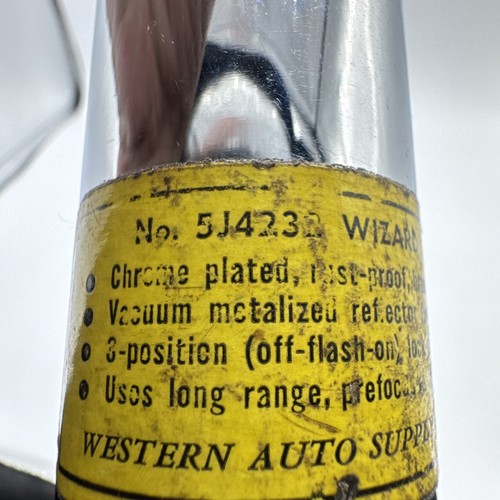 No. 5J4232 WIZARD
• Chrome plated, rust-proof,
• Vacuum metalized reflector
• 3-position (off-flash-on),
• Uses long range,
WESTERN AUTO SUPPLY